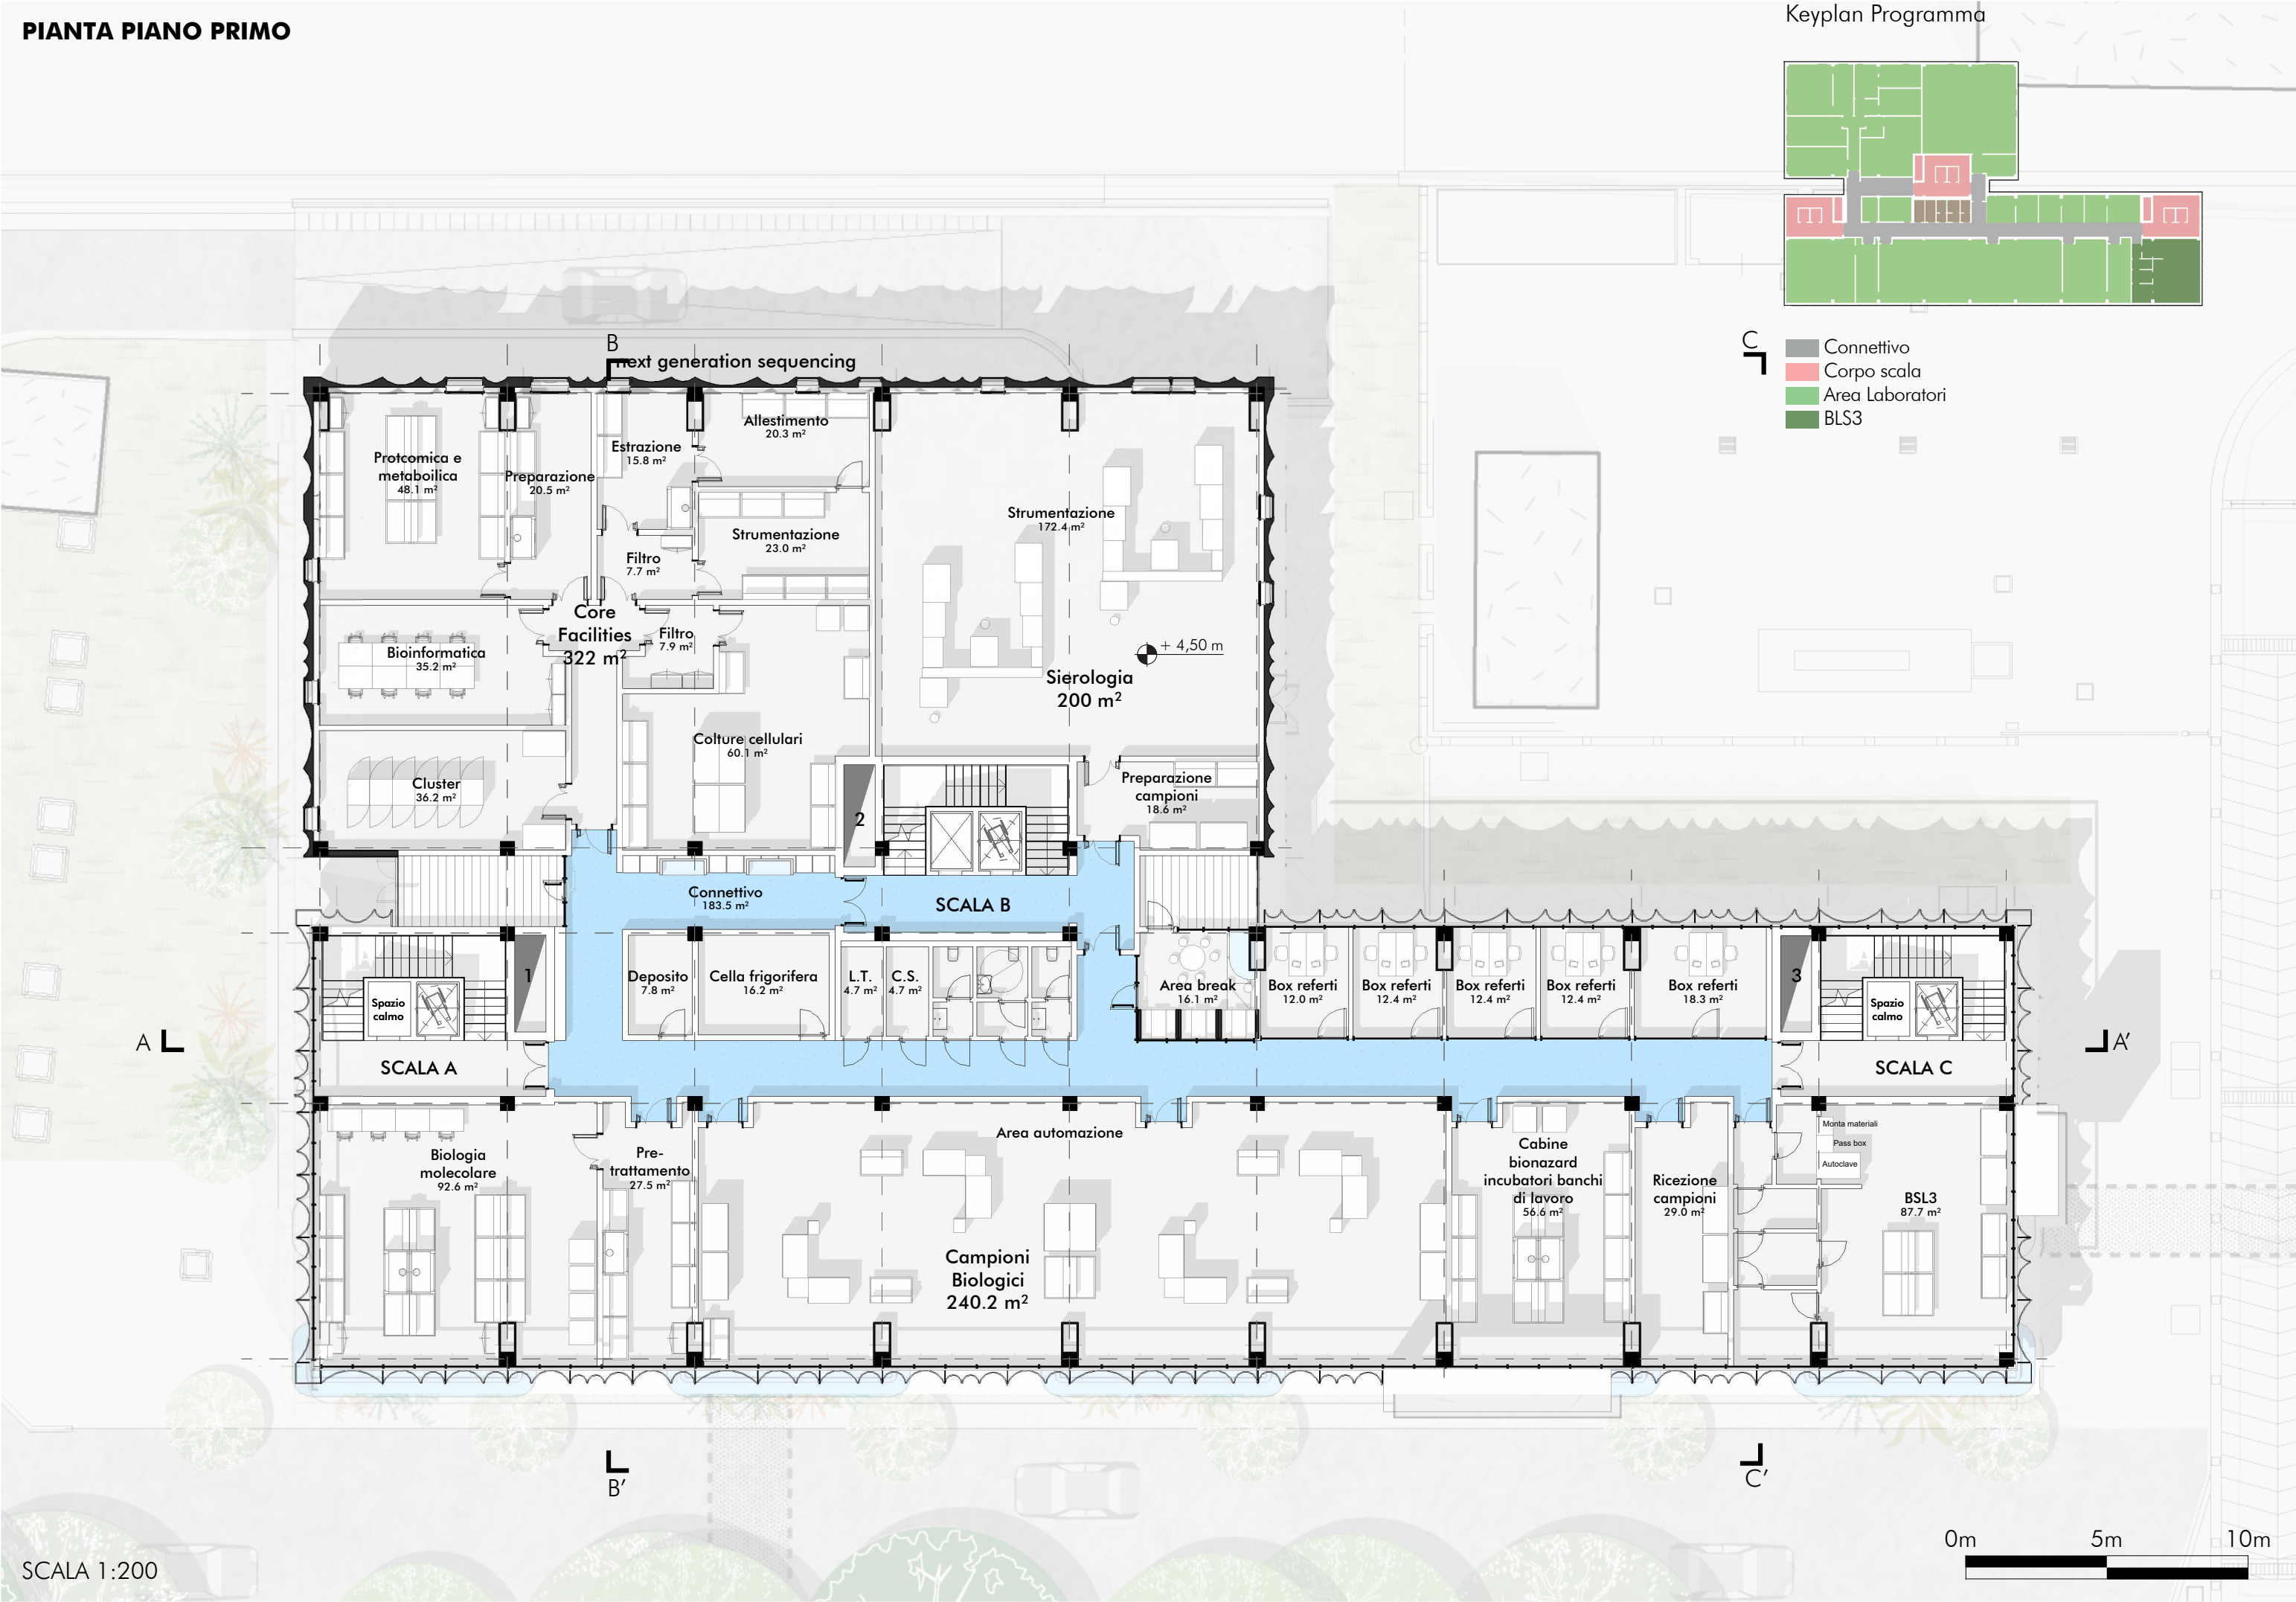 PIANTA PIANO PRIMO
Keyplan Programma
Connettivo
Corpo scala
Area Laboratori
BLS3
C
B
next generation sequencing
Allestimento
20.3 m²
Estrazione
15.8 m²
Protcomica e
metaboilica
48.1 m²
Preparazione
20.5 m²
Strumentazione
172.4 m²
Strumentazione
23.0 m²
Filtro
7.7 m²
Core
Facilities
322 m²
Filtro
7.9 m²
Bioinformatica
35.2 m²
+ 4,50 m
Sierologia
200 m²
Colture cellulari
60.1 m²
Cluster
36.2 m²
Preparazione
campioni
18.6 m²
2
Connettivo
183.5 m²
SCALA B
1
Deposito
7.8 m²
Cella frigorifera
16.2 m²
L.T.
4.7 m²
C.S.
4.7 m²
Area break
16.1 m²
Box referti
12.0 m²
Box referti
12.4 m²
Box referti
12.4 m²
Box referti
12.4 m²
Box referti
18.3 m²
3
Spazio
calmo
Spazio
calmo
A
A'
SCALA A
SCALA C
Biologia
molecolare
92.6 m²
Pre-
trattamento
27.5 m²
Area automazione
Campioni
Biologici
240.2 m²
Cabine
bionazard
incubatori banchi
di lavoro
56.6 m²
Ricezione
campioni
29.0 m²
Monta materiali
Pass box
Autoclave
BSL3
87.7 m²
B'
C'
SCALA 1:200
0m
5m
10m